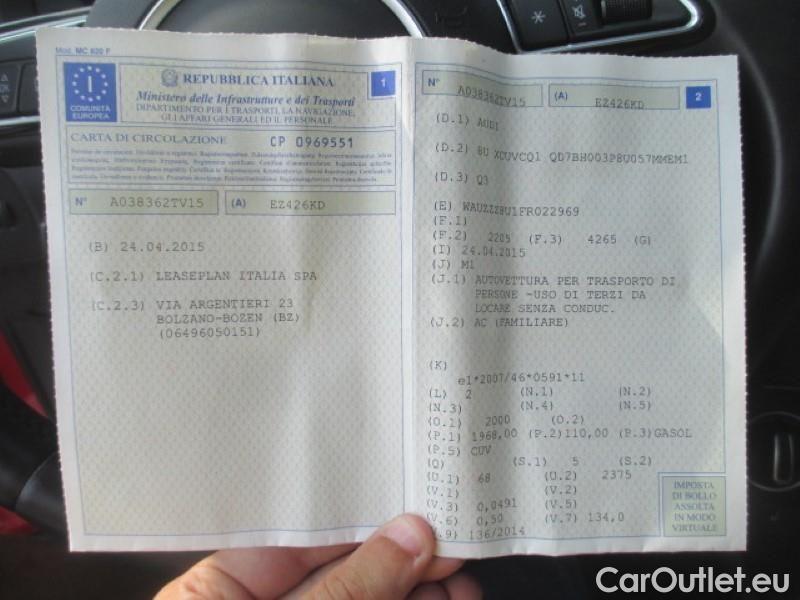 Mod. MC 820 F
I
COMUNITÀ
EUROPEA
REPUBBLICA ITALIANA
1
Ministero delle Infrastrutture e dei Trasporti
DIPARTIMENTO PER I TRASPORTI, LA NAVIGAZIONE,
GLI AFFARI GENERALI ED IL PERSONALE
CARTA DI CIRCOLAZIONE CP 0969551
N° A038362TV15 (A) EZ426KD
(B) 24.04.2015
(C.2.1) LEASEPLAN ITALIA SPA
(C.2.3) VIA ARGENTIERI 23
BOLZANO-BOZEN (BZ)
(06496050151)
N° A038362TV15 (A) EZ426KD 2
(D.1) AUDI
(D.2) 8U XCUVCQ1 QD7BH003P8U057MMEM1
(D.3) Q3
(E) WAUZZZ8U1FR022969
(F.1)
(F.2) 2205 (F.3) 4265 (G)
(I) 24.04.2015
(J) M1
(J.1) AUTOVETTURA PER TRASPORTO DI
PERSONE -USO DI TERZI DA
LOCARE SENZA CONDUC.
(J.2) AC (FAMILIARE)
(K)
e1*2007/46*0591*11
(L) 2 (N.1) (N.2)
(N.3) (N.4) (N.5)
(O.1) 2000 (O.2)
(P.1) 1968,00 (P.2)110,00 (P.3)GASOL
(P.5) CUV
(Q) (S.1) 5 (S.2)
(U.1) 68 (U.2) 2375
(V.1) (V.2)
(V.3) 0,0491 (V.5)
(V.6) 0,50 (V.7) 134,0
(V.9) 136/2014
IMPOSTA
DI BOLLO
ASSOLTA
IN MODO
VIRTUALE
CarOutlet.eu